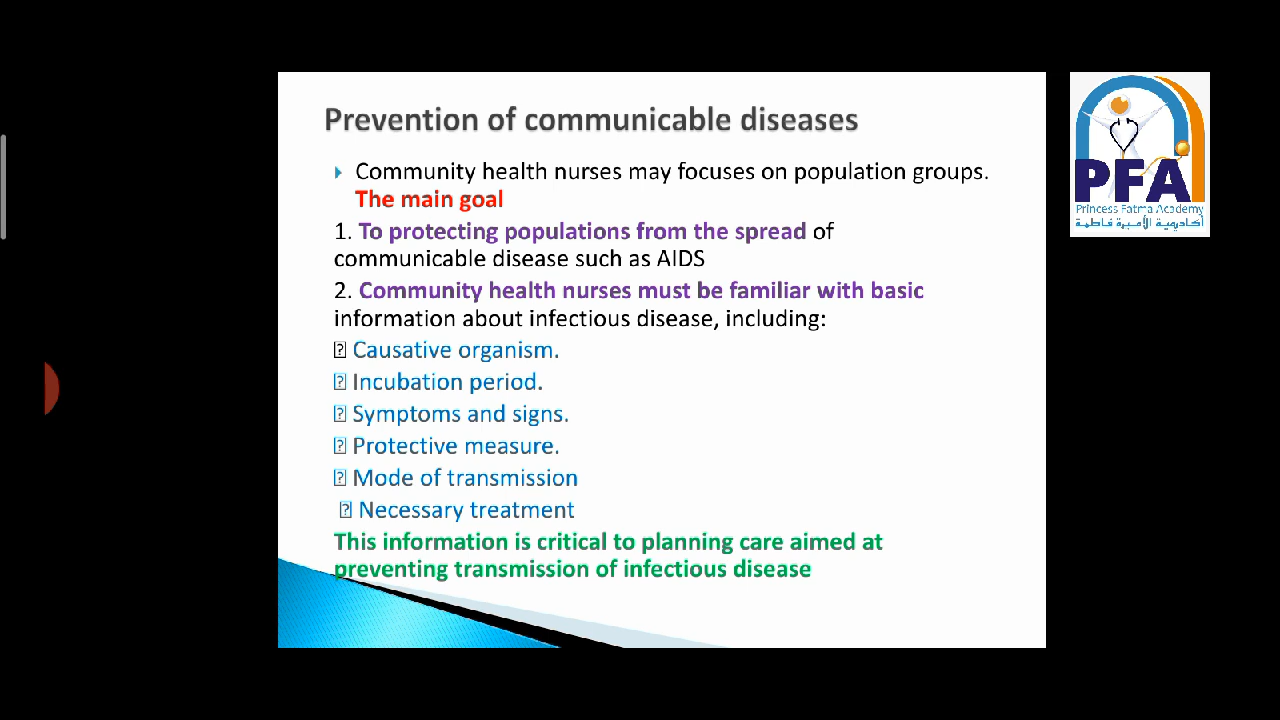 Prevention of communicable diseases
Community health nurses may focuses on population groups.
The main goal
1. To protecting populations from the spread of
communicable disease such as AIDS
2. Community health nurses must be familiar with basic
information about infectious disease, including:
Causative organism.
Incubation period.
Symptoms and signs.
Protective measure.
Mode of transmission
Necessary treatment
This information is critical to planning care aimed at
preventing transmission of infectious disease
PFA
Princess Fatma Academy
أكاديمية الأميرة فاطمة